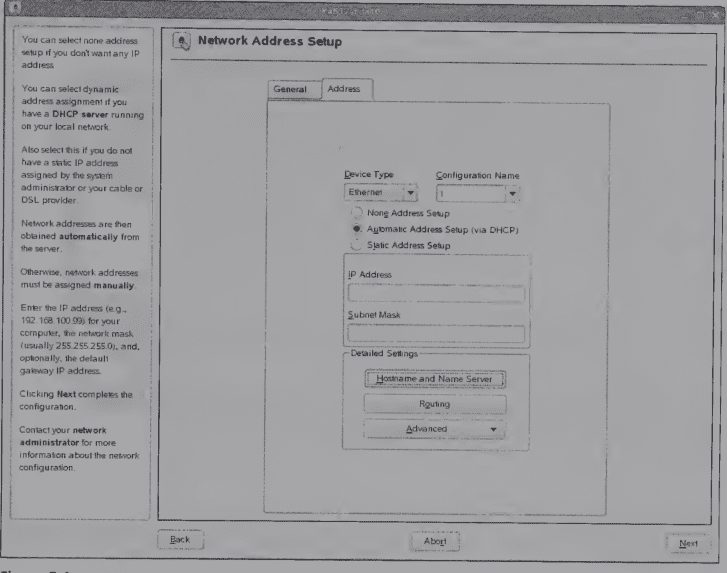 You can select none address
setup if you don't want any IP
address
You can select dynamic
address assignment if you
have a DHCP server running
on your local network
Also select this if you do not
have a static IP address
assigned by the system
administrator or your cable or
DSL provider.
Network addresses are then
obtained automatically from
the server.
Otherwise, network addresses
must be assigned manually.
Enter the IP address (e.g.,
192.168.100.99) for your
computer, the network mask
(usually 255.255.255.0), and,
optionally, the default
gateway IP address.
Clicking Next completes the
configuration.
Contact your network
administrator for more
information about the network
configuration.
Network Address Setup
General Address
Device Type Configuration Name
Ethernet 1
None Address Setup
Automatic Address Setup (via DHCP)
Static Address Setup
IP Address
Subnet Mask
Detailed Settings
Hostname and Name Server
Routing
Advanced
Back Abort Next